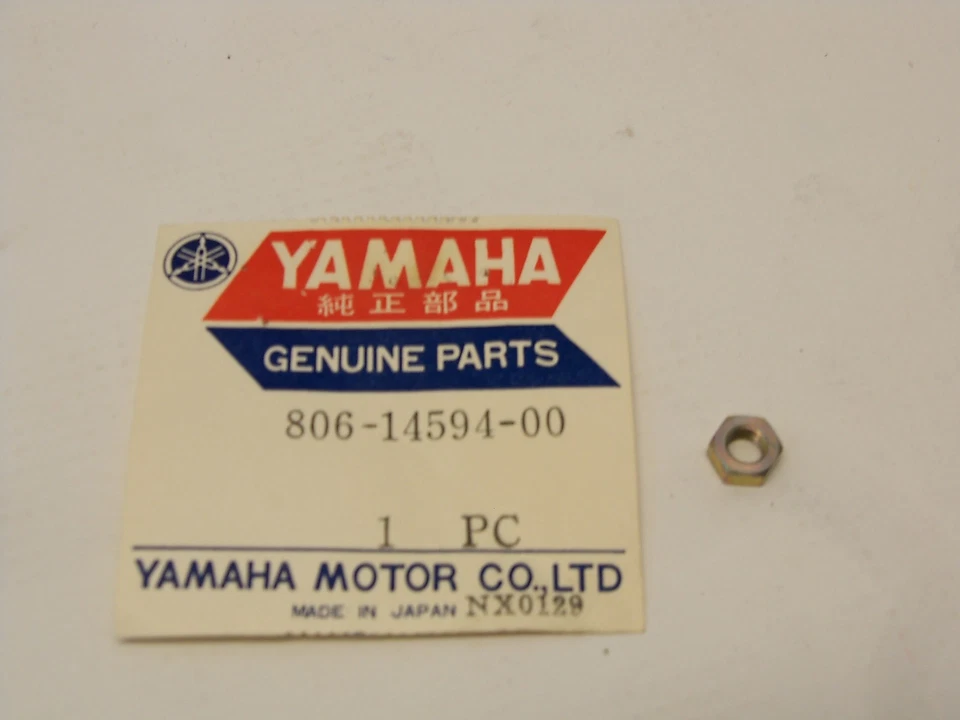 YAMAHA
純正部品
GENUINE PARTS
806-14594-00
1 PC
YAMAHA MOTOR CO.,LTD
MADE IN JAPAN NX0129